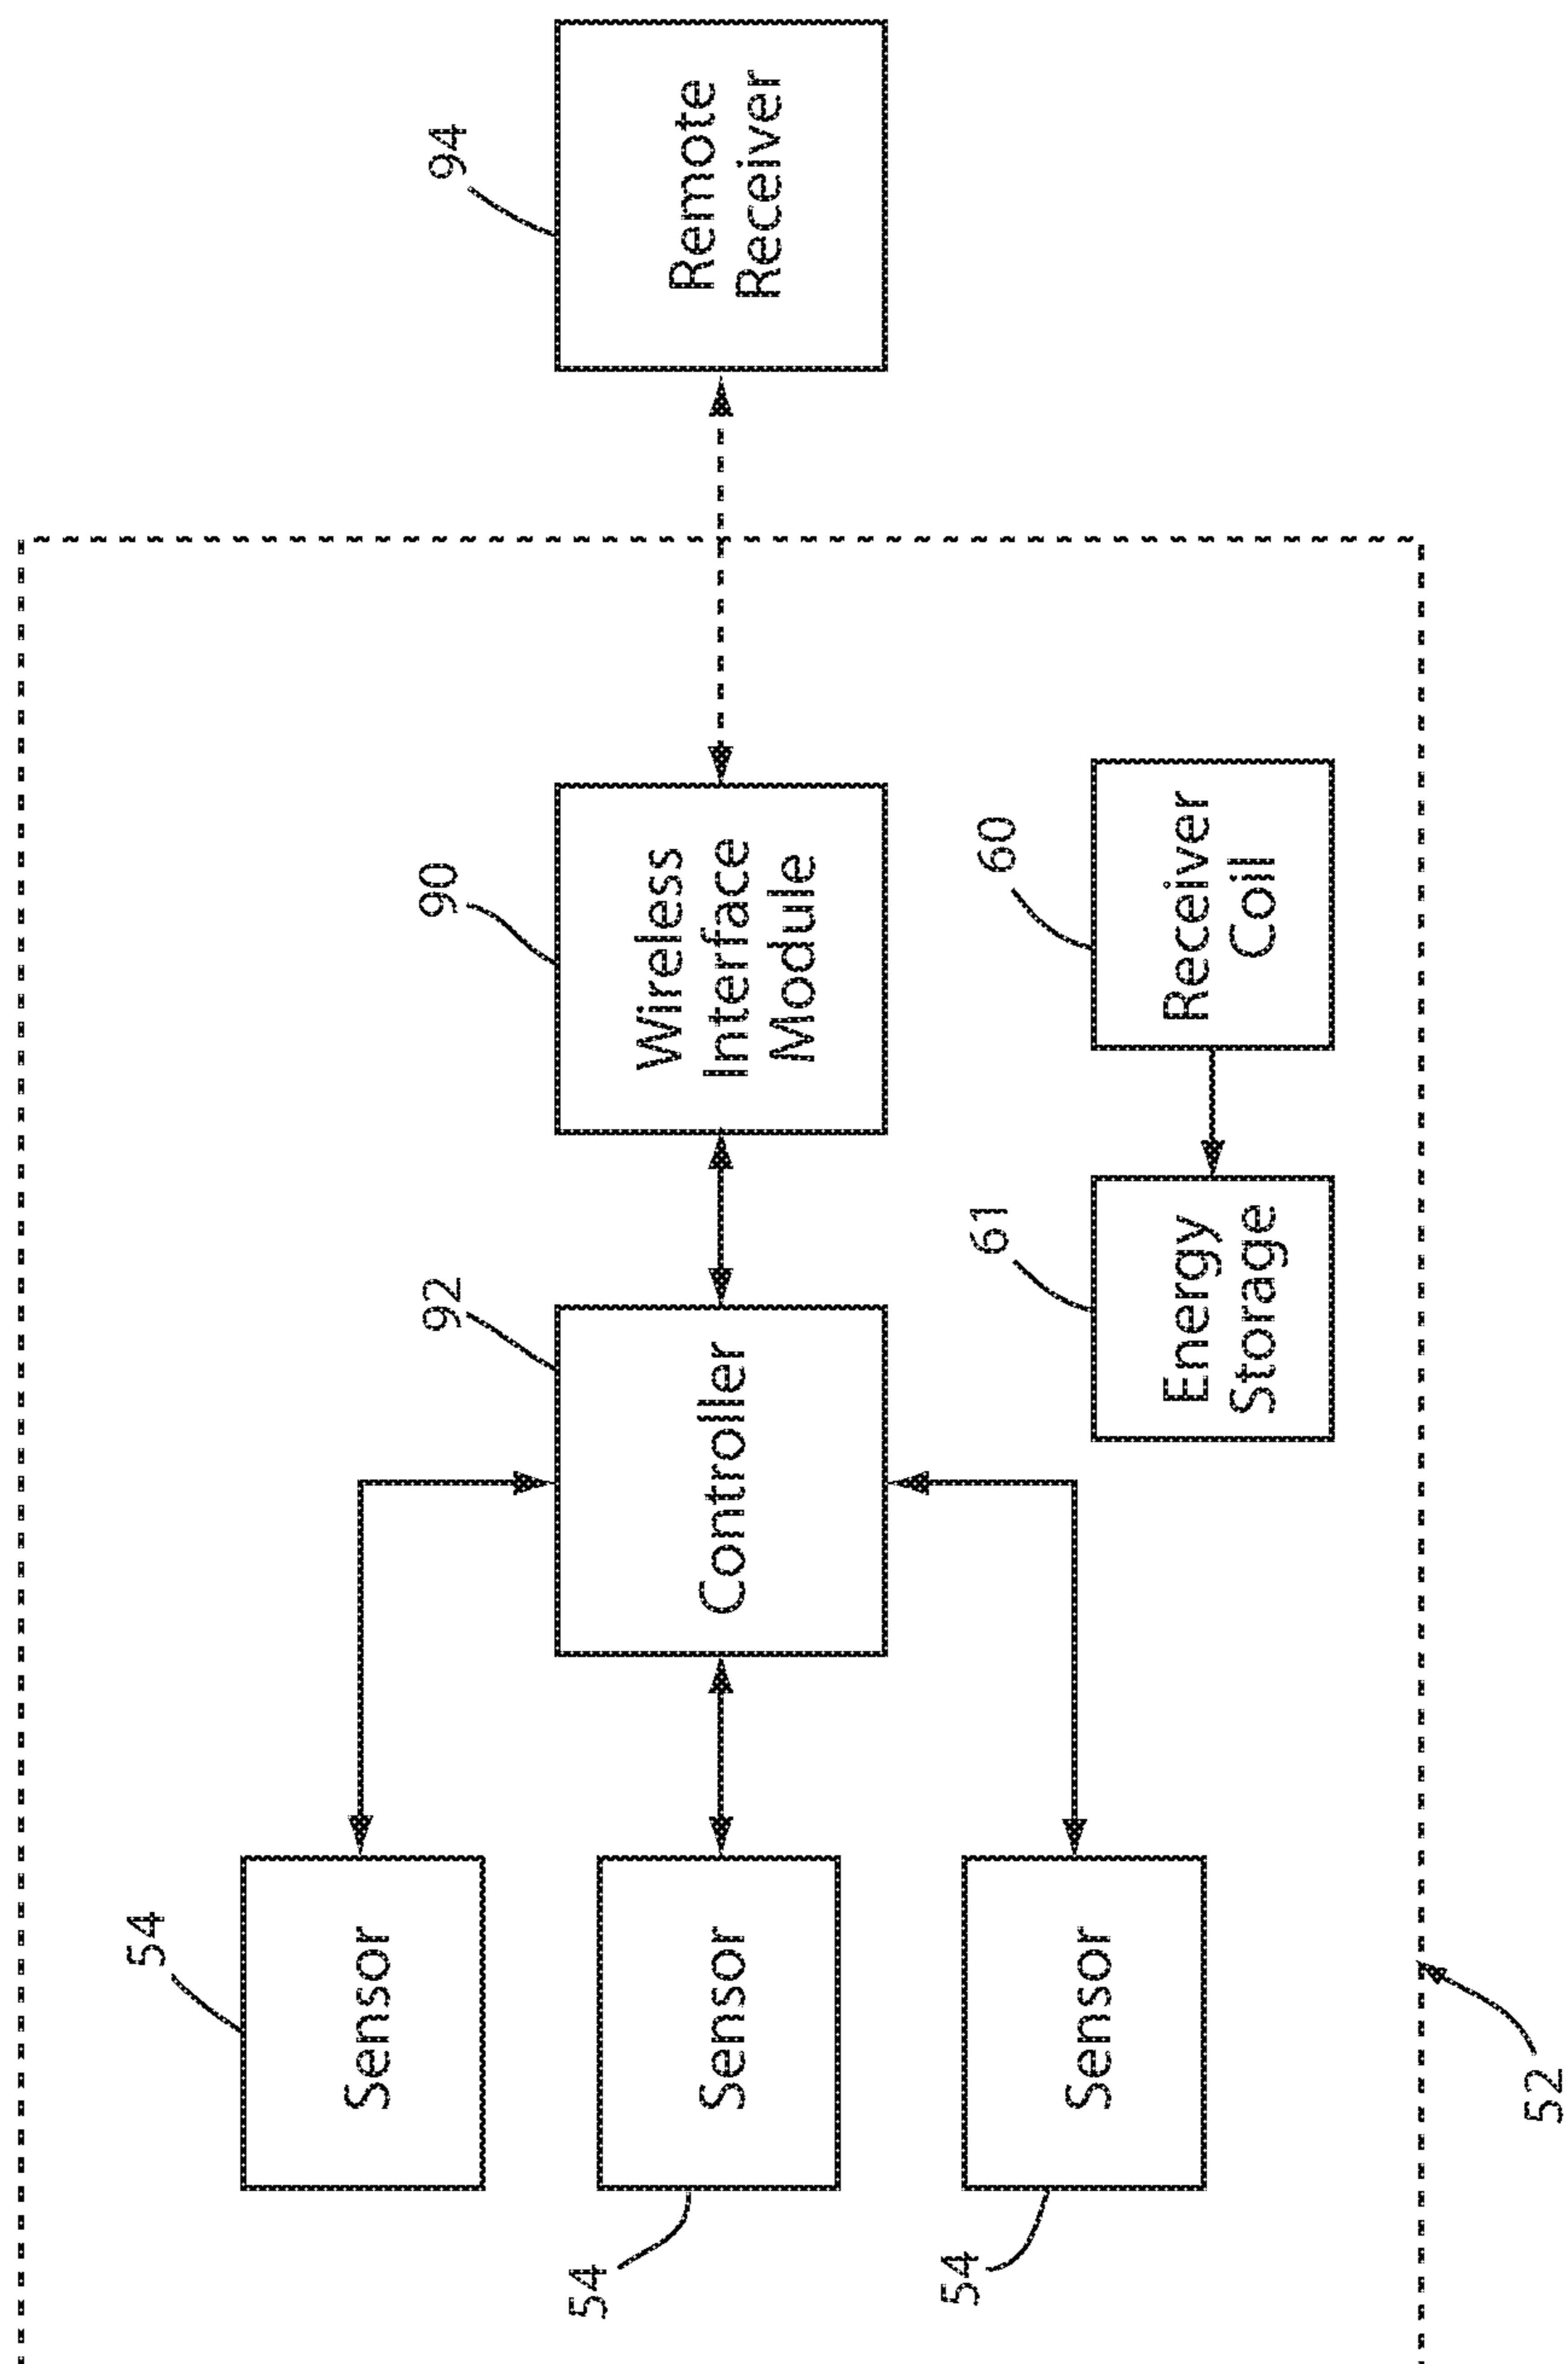 54
Sensor
54
Sensor
54
Sensor
92
Controller
90
Wireless
Interface
Module
94
Remote
Receiver
61
Energy
Storage
60
Receiver
Coil
52